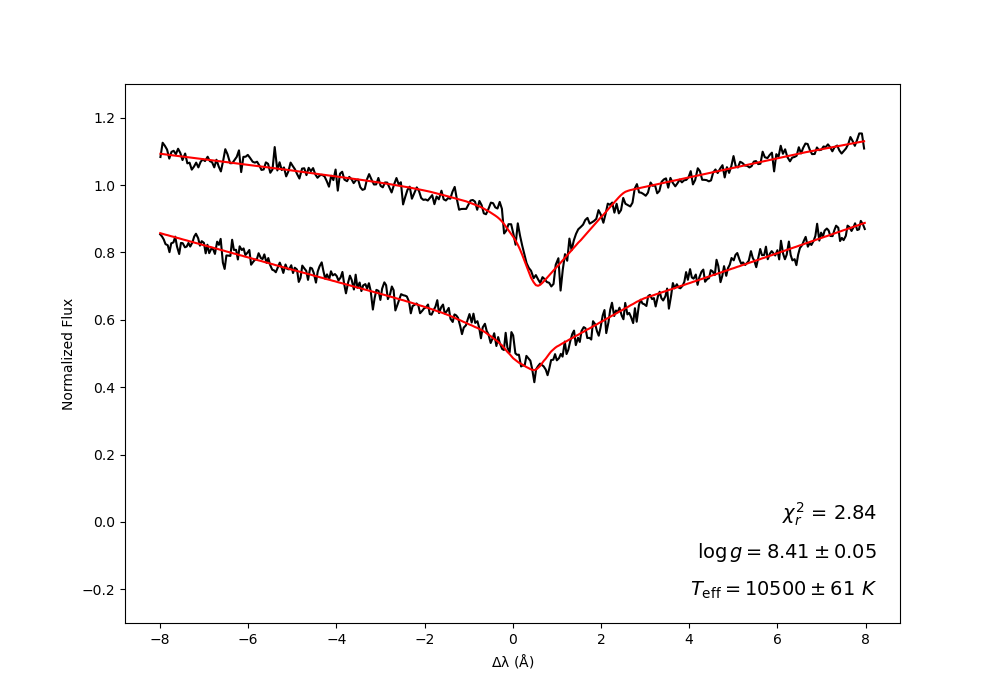 1.2
1.0
0.8
0.6
0.4
0.2
0.0
−0.2
Normalized Flux
χ²ᵣ = 2.84
log g = 8.41 ± 0.05
T_eff = 10500 ± 61 K
−8 −6 −4 −2 0 2 4 6 8
Δλ (Å)